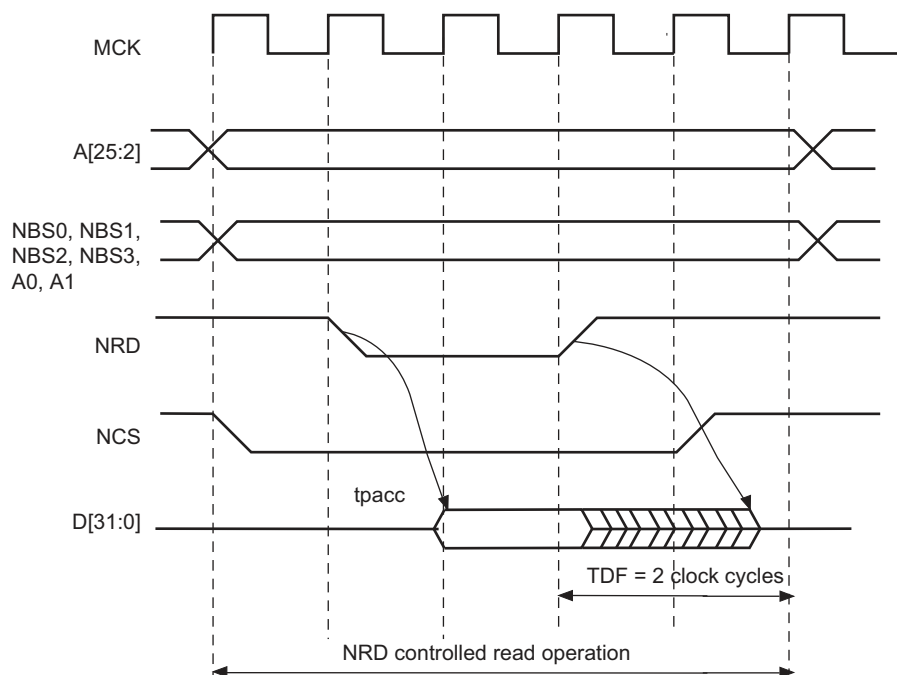 MCK
A[25:2]
NBS0, NBS1,
NBS2, NBS3,
A0, A1
NRD
NCS
tpacc
D[31:0]
TDF = 2 clock cycles
NRD controlled read operation